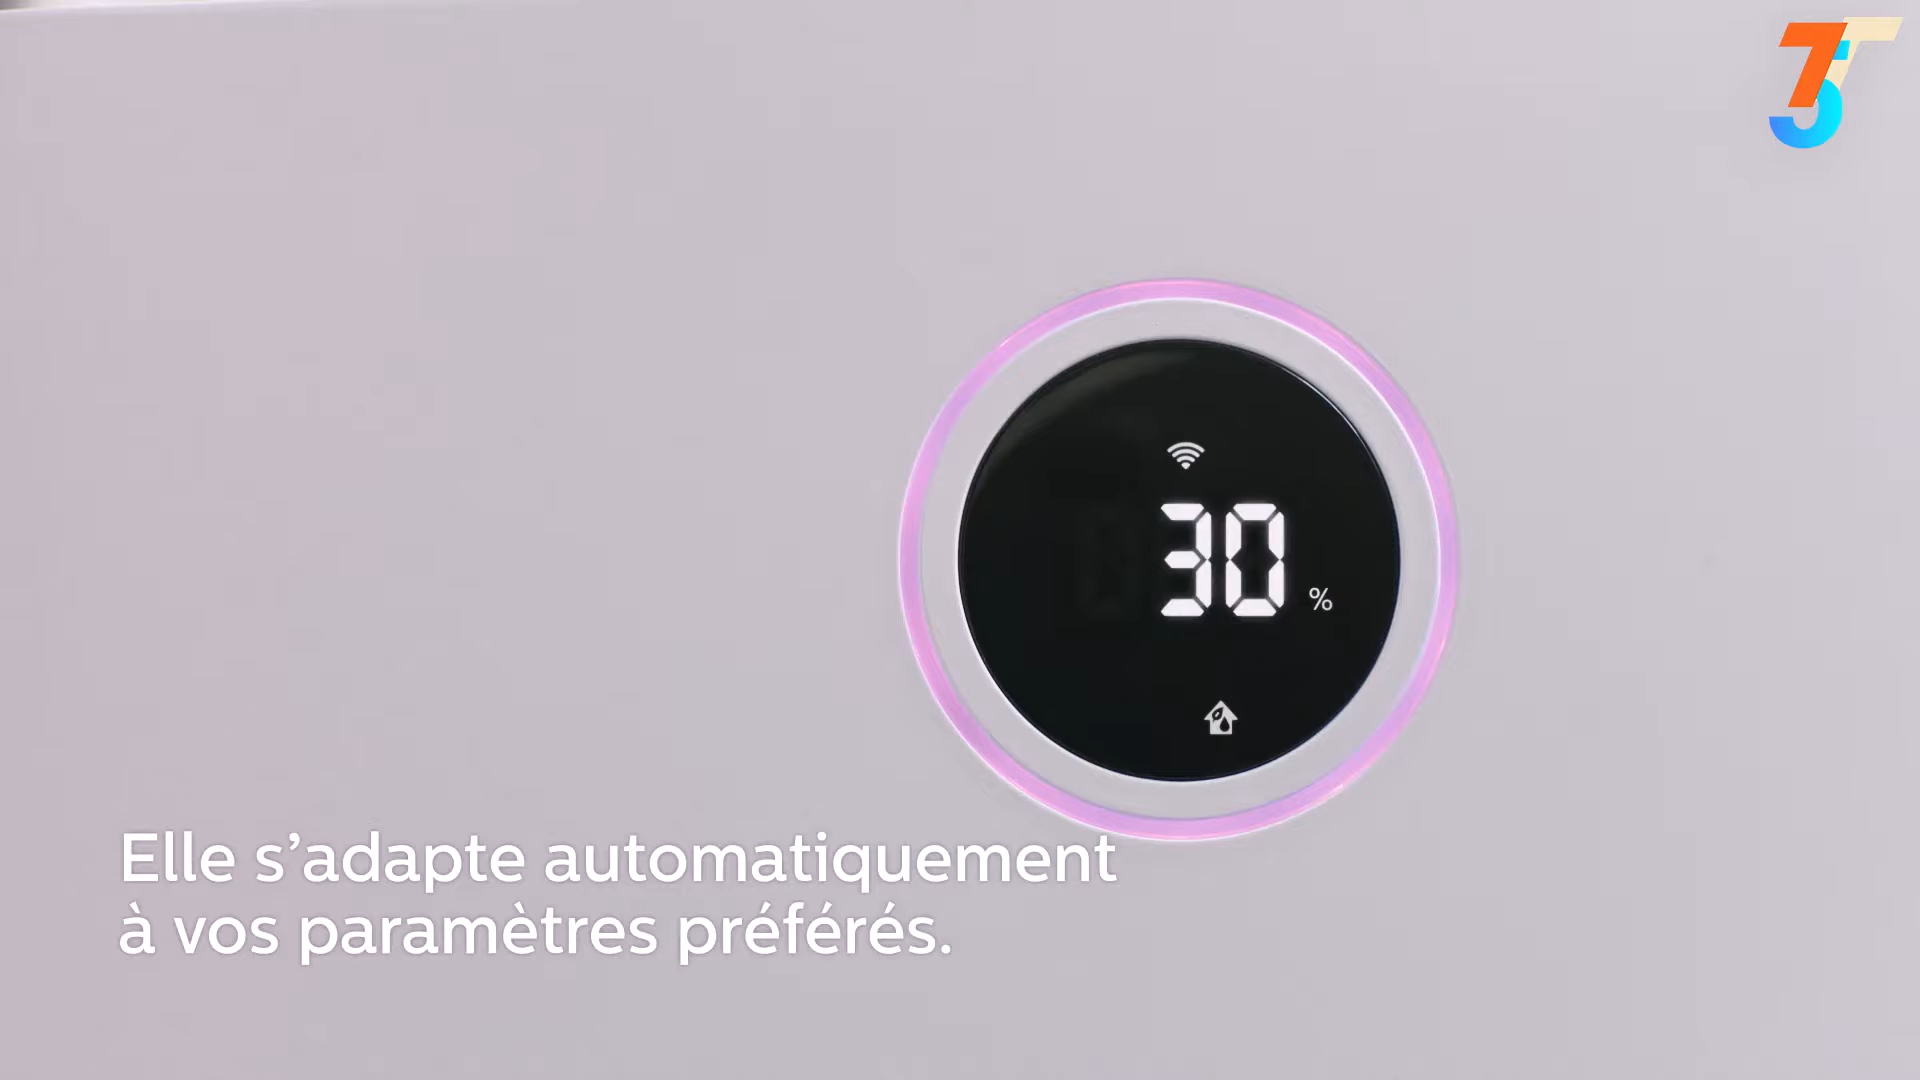 30
%
Elle s’adapte automatiquement
à vos paramètres préférés.